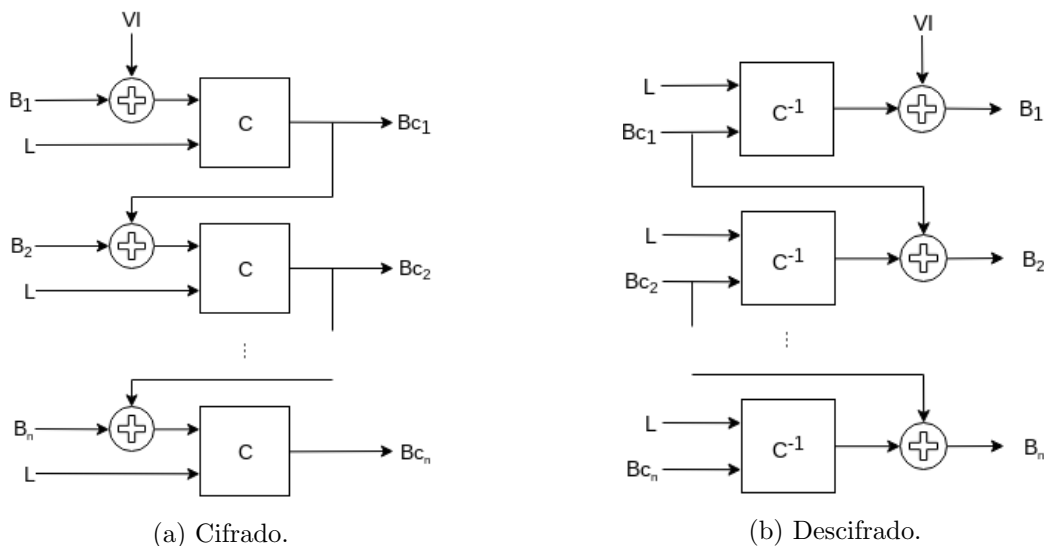 VI
B1
L
C
Bc1
B2
L
C
Bc2
⋮
Bn
L
C
Bcn
(a) Cifrado.
VI
L
Bc1
C-1
B1
L
Bc2
C-1
B2
⋮
L
Bcn
C-1
Bn
(b) Descifrado.